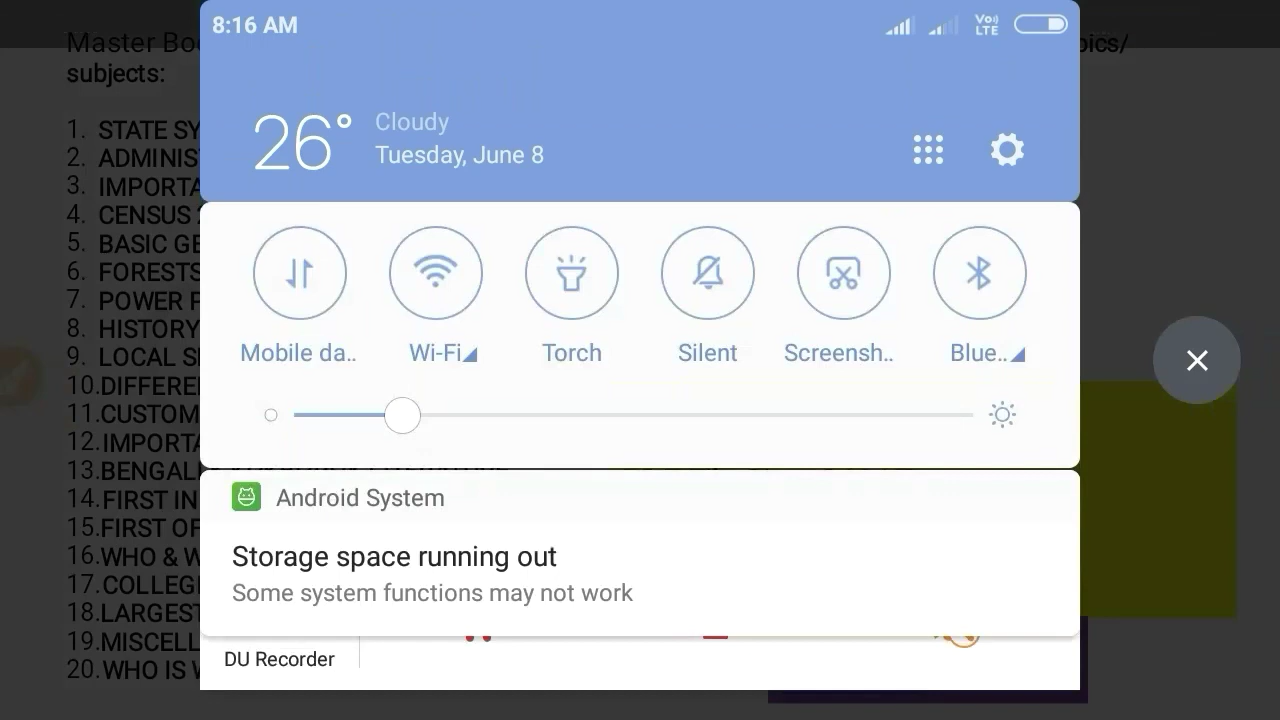 8:16 AM
Vo)) LTE
Master Bo
pics/
subjects:
26°
Cloudy
Tuesday, June 8
1. STATE SY
2. ADMINIS
3. IMPORTA
4. CENSUS
5. BASIC GE
6. FORESTS
7. POWER P
8. HISTORY
9. LOCAL S
10.DIFFERE
11.CUSTOM
12.IMPORTA
13.BENGAL
14.FIRST IN
15.FIRST OF
16.WHO & W
17.COLLEG
18.LARGEST
19.MISCELL
20.WHO IS W
Mobile da..
Wi-Fi
Torch
Silent
Screensh..
Blue..
Android System
Storage space running out
Some system functions may not work
DU Recorder